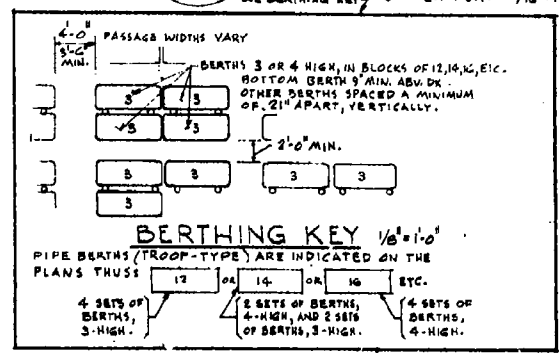 SEE BERTHING KEY
4'-0"
3'-6"
MIN.
PASSAGE WIDTHS VARY
BERTHS 3 OR 4 HIGH, IN BLOCKS OF 12, 14, 16, ETC.
BOTTOM BERTH 9" MIN. ABV. DK.
OTHER BERTHS SPACED A MINIMUM
OF 21" APART, VERTICALLY.
3 3
3 3
2'-0" MIN.
3 3 3 3
3
BERTHING KEY 1/8" = 1'-0"
PIPE BERTHS (TROOP-TYPE) ARE INDICATED ON THE
PLANS THUS: 12 OR 14 OR 16 ETC.
4 SETS OF
BERTHS,
3-HIGH.
2 SETS OF BERTHS,
4-HIGH, AND 2 SETS
OF BERTHS, 3-HIGH.
4 SETS OF
BERTHS,
4-HIGH.